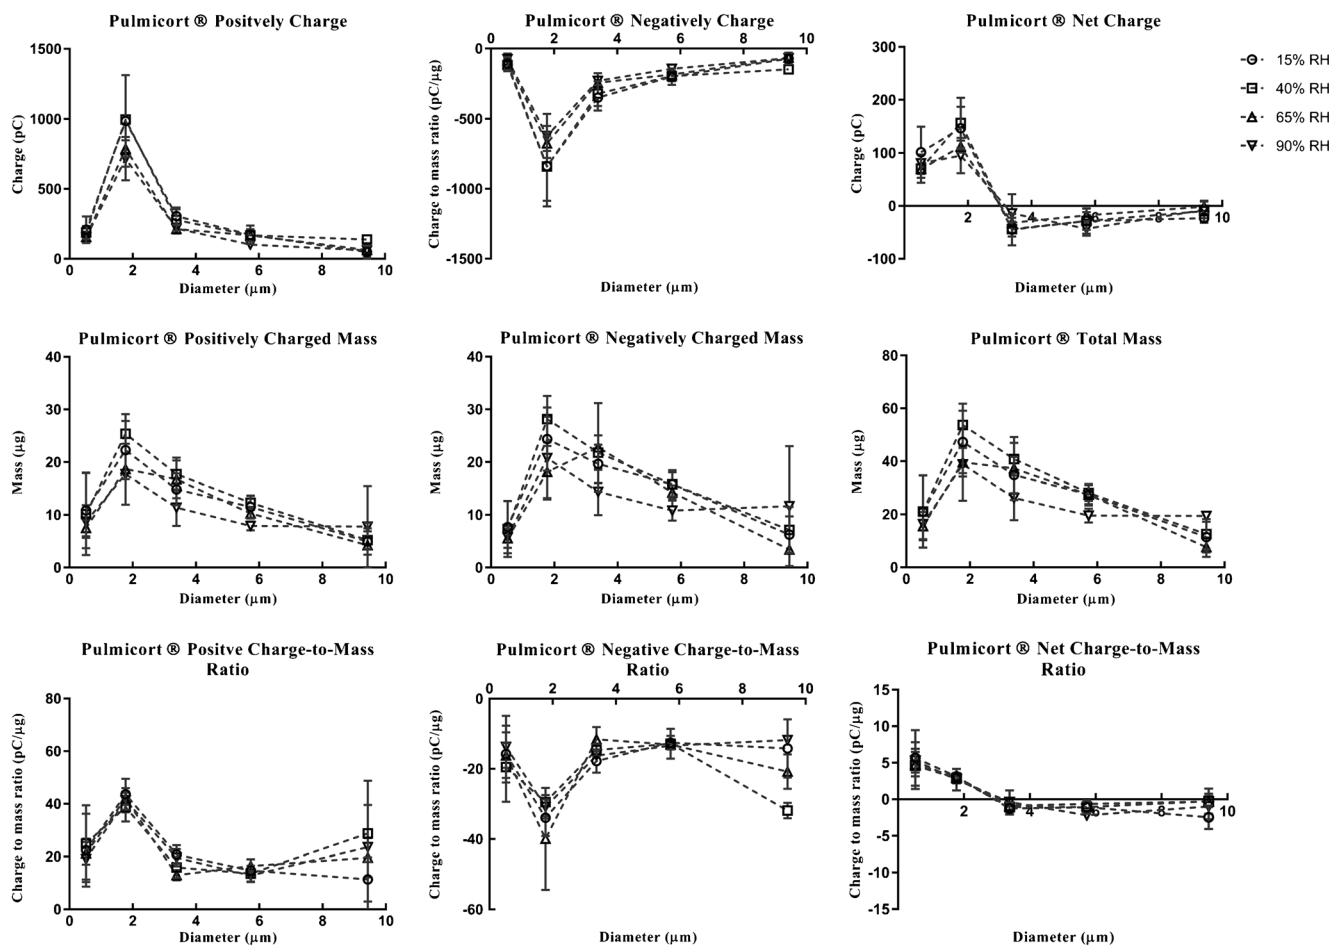 Pulmicort ® Positvely Charge
1500
1000
500
0
Charge (pC)
0 2 4 6 8 10
Diameter (μm)
Pulmicort ® Negatively Charge
0 2 4 6 8 10
0
-500
-1000
-1500
Charge to mass ratio (pC/μg)
Diameter (μm)
Pulmicort ® Net Charge
300
200
100
0
-100
Charge (pC)
2 4 6 8 10
Diameter (μm)
15% RH
40% RH
65% RH
90% RH
Pulmicort ® Positively Charged Mass
40
30
20
10
0
Mass (μg)
0 2 4 6 8 10
Diameter (μm)
Pulmicort ® Negatively Charged Mass
40
30
20
10
0
Mass (μg)
0 2 4 6 8 10
Diameter (μm)
Pulmicort ® Total Mass
80
60
40
20
0
Mass (μg)
0 2 4 6 8 10
Diameter (μm)
Pulmicort ® Positve Charge-to-Mass
Ratio
80
60
40
20
0
Charge to mass ratio (pC/μg)
0 2 4 6 8 10
Diameter (μm)
Pulmicort ® Negative Charge-to-Mass
Ratio
0 2 4 6 8 10
0
-20
-40
-60
Charge to mass ratio (pC/μg)
Diameter (μm)
Pulmicort ® Net Charge-to-Mass
Ratio
15
10
5
0
-5
-10
-15
Charge to mass ratio (pC/μg)
2 4 6 8 10
Diameter (μm)